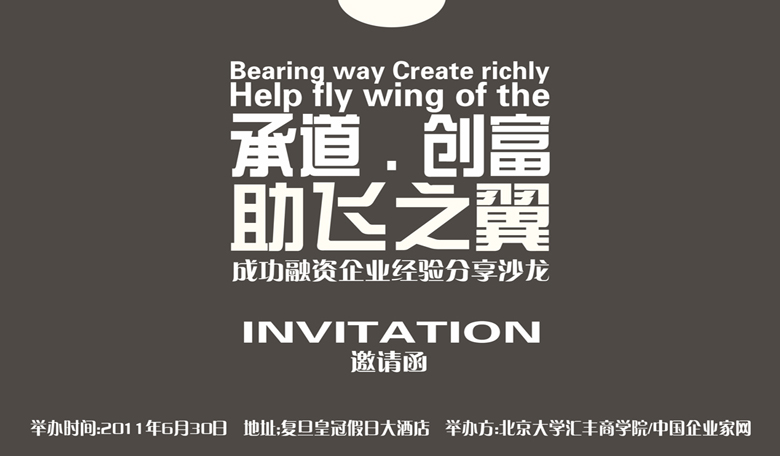 Bearing way Create richly
Help fly wing of the
承道.创富
助飞之翼
成功融资企业经验分享沙龙
INVITATION
邀请函
举办时间:2011年6月30日 地址;复旦皇冠假日大酒店 举办方:北京大学汇丰商学院/中国企业家网